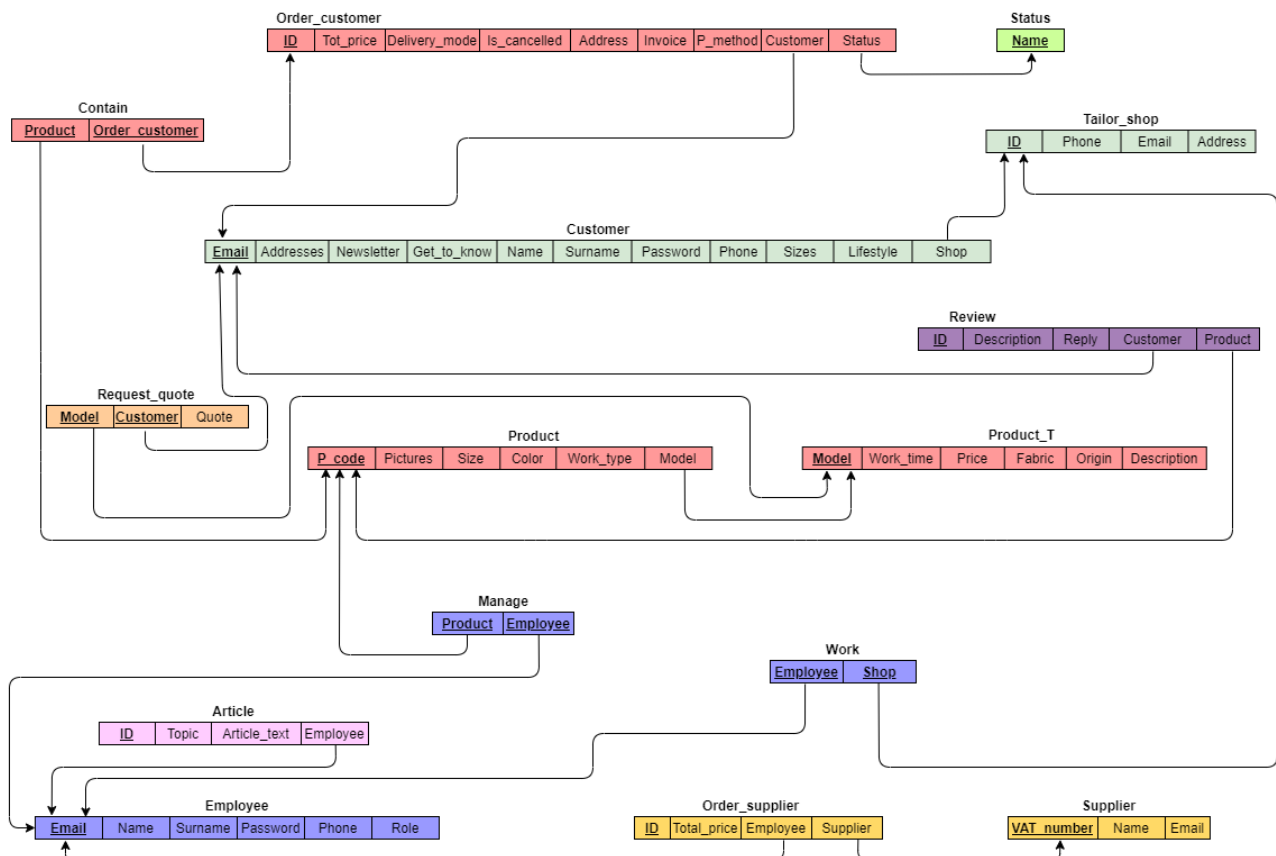 Order_customer
ID Tot_price Delivery_mode Is_cancelled Address Invoice P_method Customer Status
Status
Name
Contain
Product Order_customer
Tailor_shop
ID Phone Email Address
Customer
Email Addresses Newsletter Get_to_know Name Surname Password Phone Sizes Lifestyle Shop
Review
ID Description Reply Customer Product
Request_quote
Model Customer Quote
Product
P_code Pictures Size Color Work_type Model
Product_T
Model Work_time Price Fabric Origin Description
Manage
Product Employee
Work
Employee Shop
Article
ID Topic Article_text Employee
Employee
Email Name Surname Password Phone Role
Order_supplier
ID Total_price Employee Supplier
Supplier
VAT_number Name Email